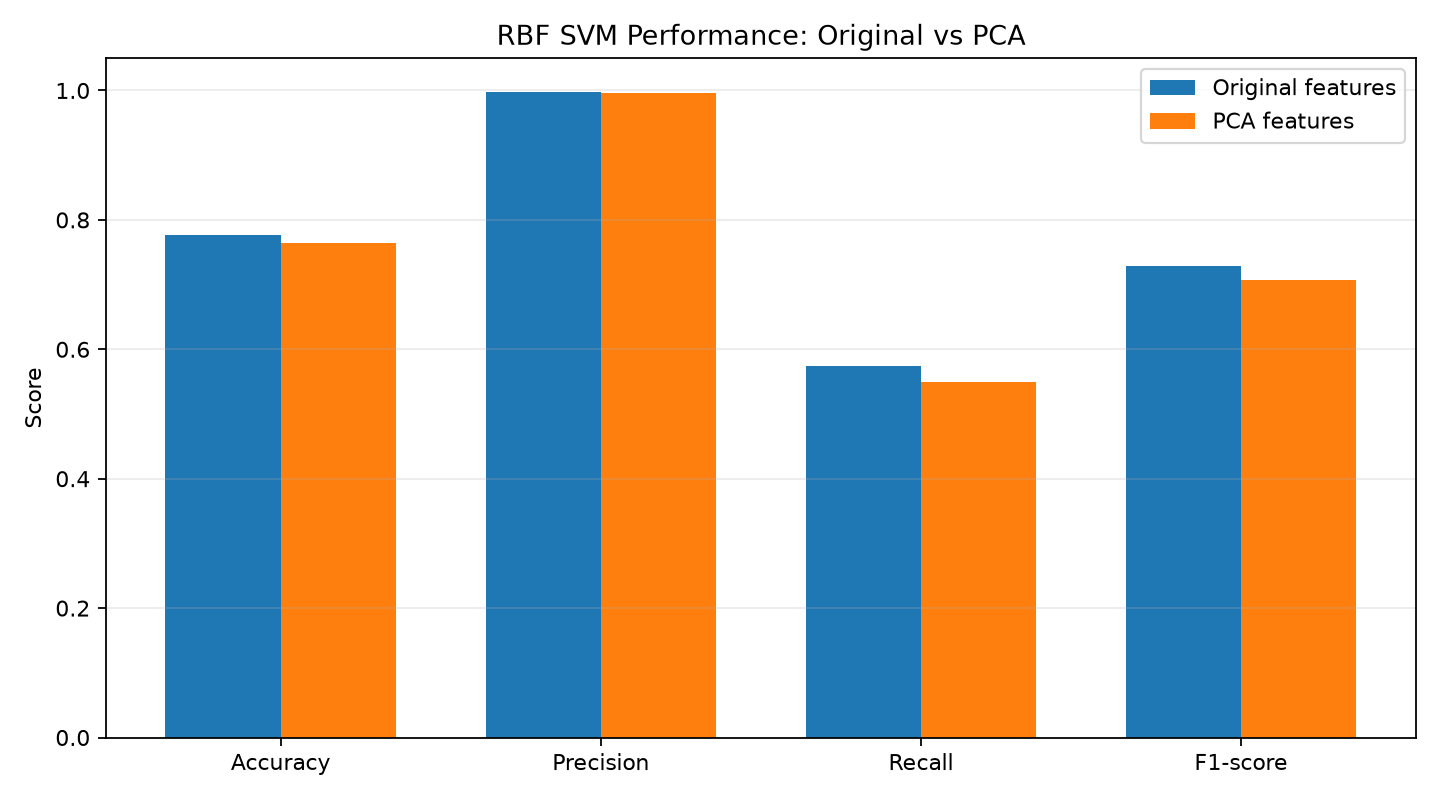 RBF SVM Performance: Original vs PCA
Original features
PCA features
Score
1.0
0.8
0.6
0.4
0.2
0.0
Accuracy
Precision
Recall
F1-score